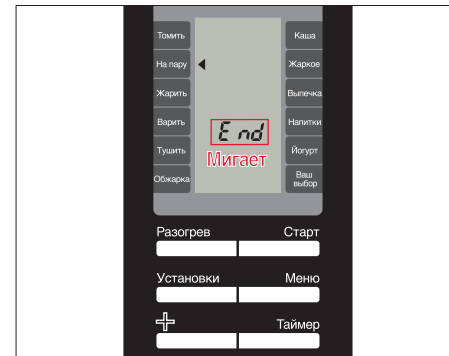 Томить
Каша
На пару
Жаркое
Жарить
Выпечка
Варить
Напитки
End
Тушить
Йогурт
Мигает
Обжарка
Ваш
выбор
Разогрев
Старт
Установки
Меню
Таймер